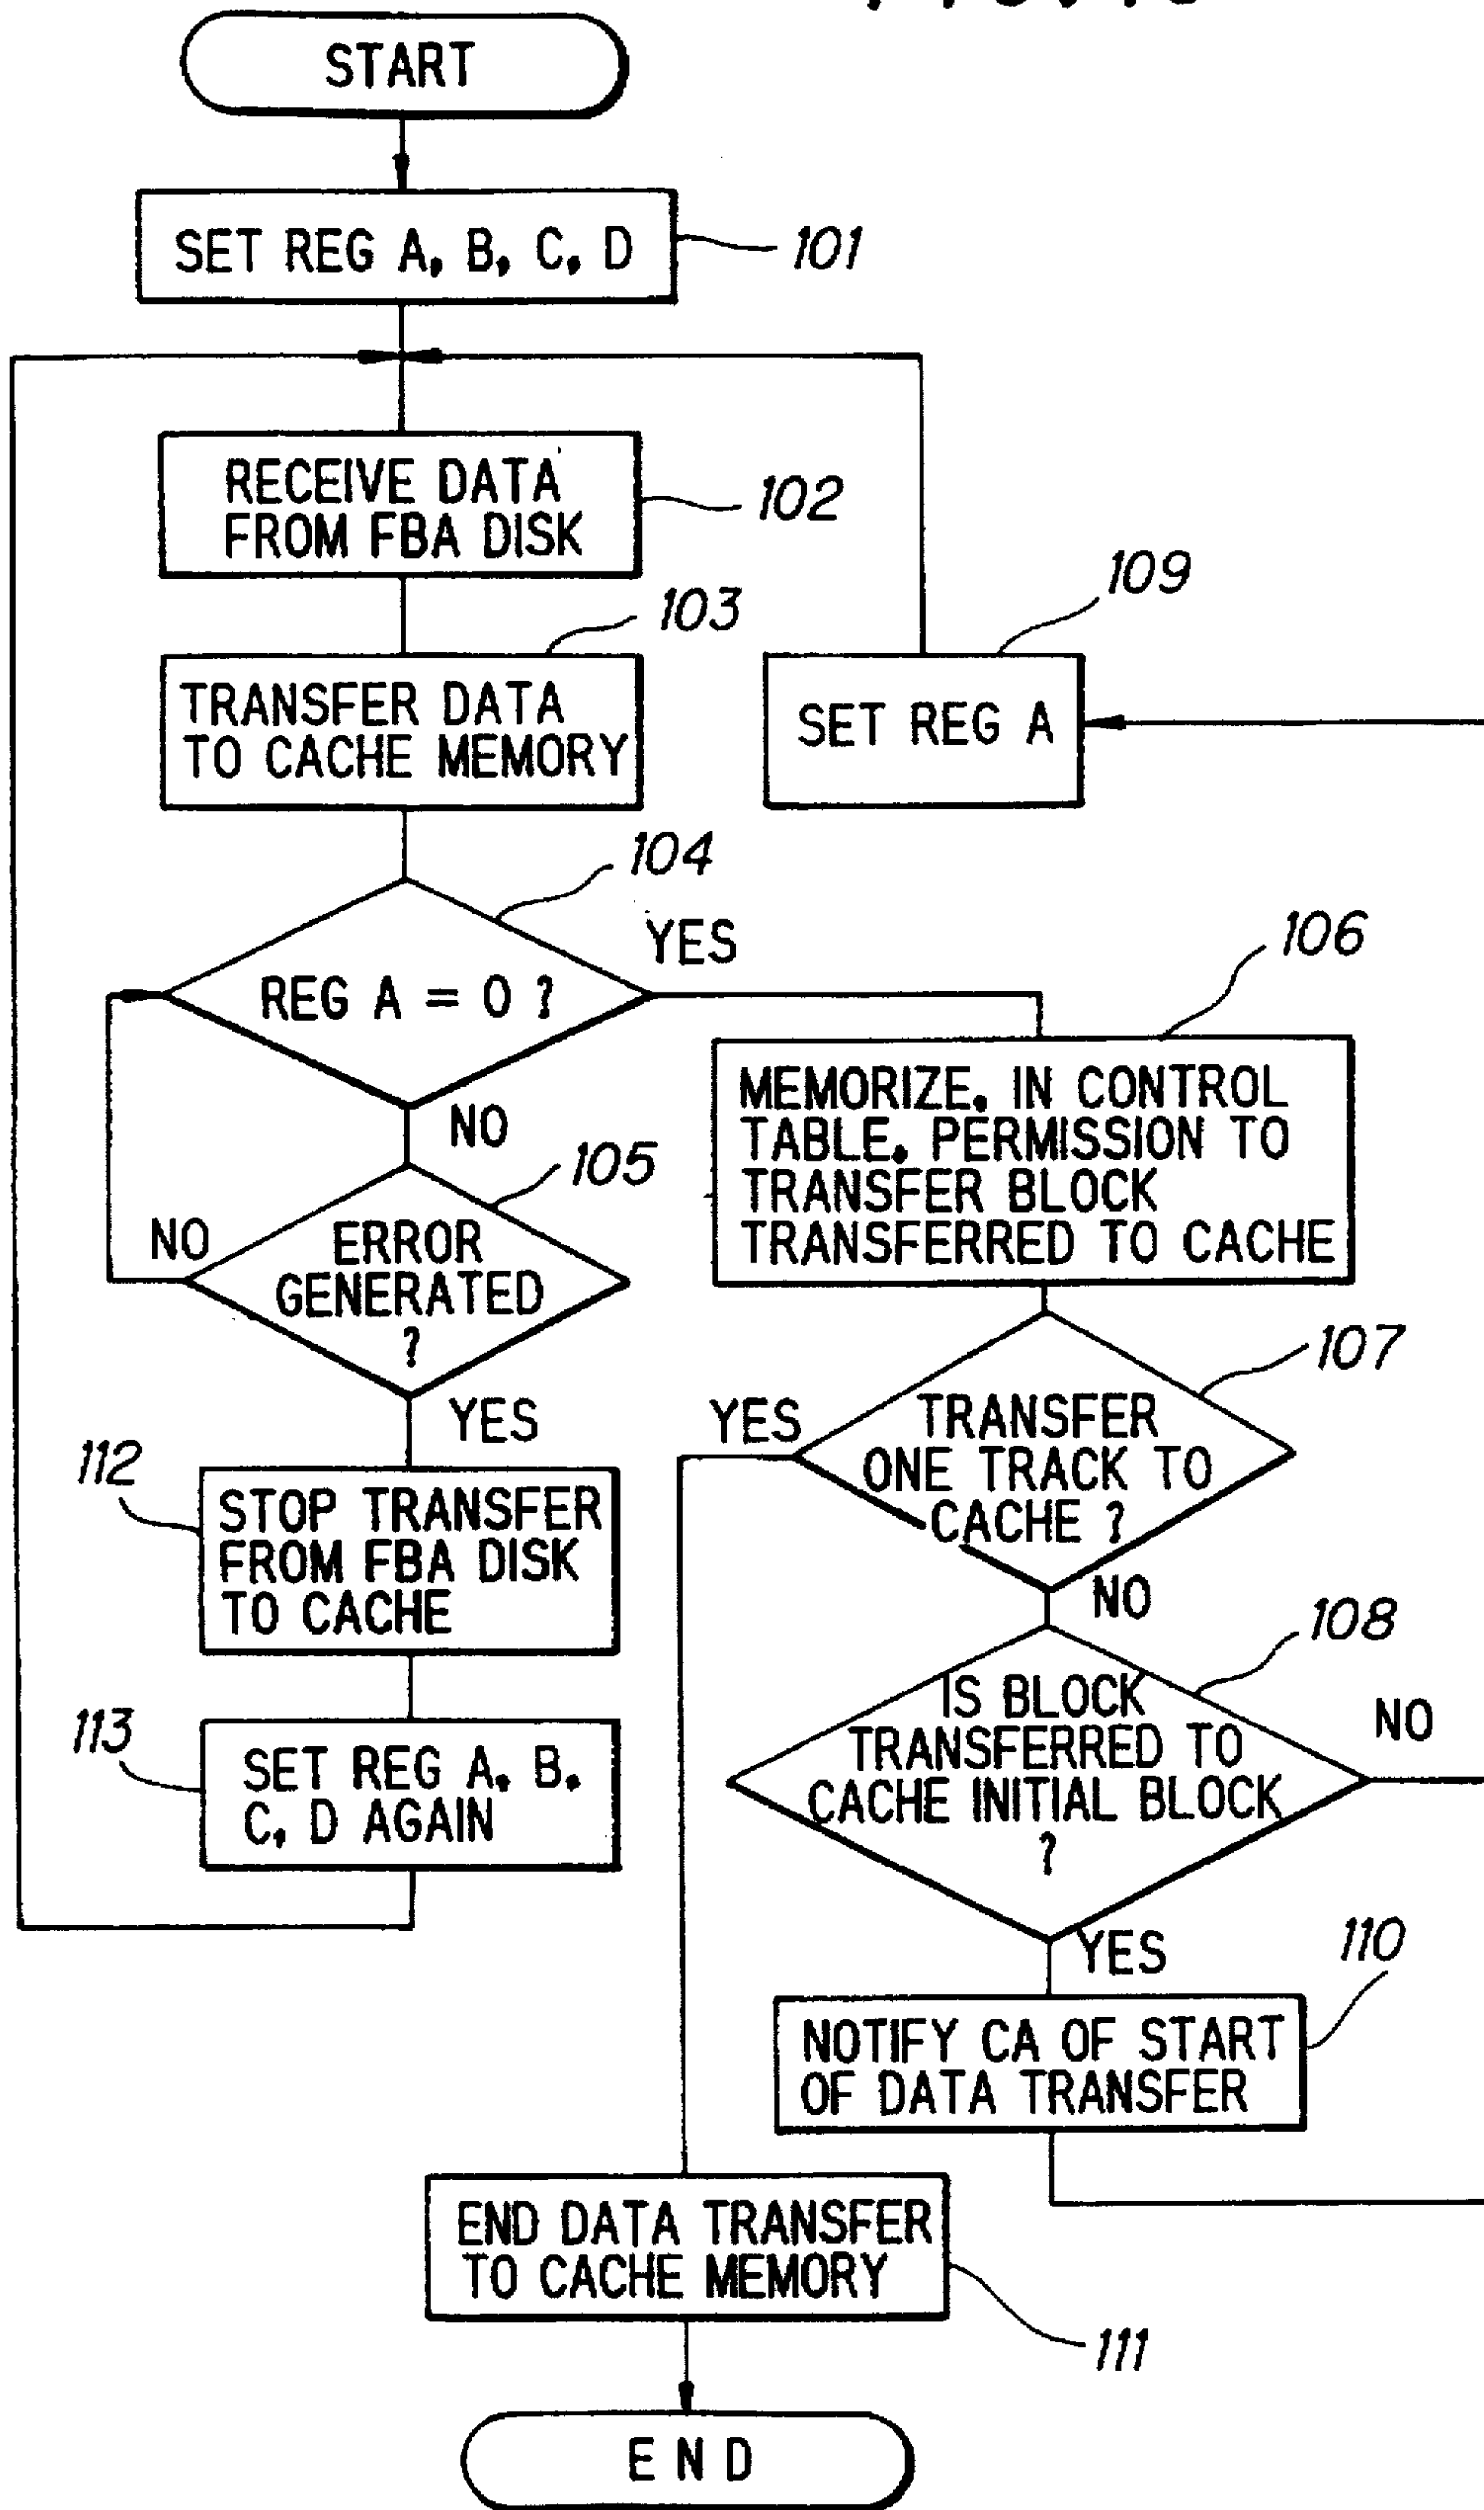 START
SET REG A, B, C, D
101
RECEIVE DATA
FROM FBA DISK
102
103
TRANSFER DATA
TO CACHE MEMORY
109
SET REG A
104
REG A = 0 ?
YES
NO
105
ERROR
GENERATED
?
NO
YES
106
MEMORIZE, IN CONTROL
TABLE, PERMISSION TO
TRANSFER BLOCK
TRANSFERRED TO CACHE
107
TRANSFER
ONE TRACK TO
CACHE ?
YES
NO
112
STOP TRANSFER
FROM FBA DISK
TO CACHE
108
IS BLOCK
TRANSFERRED TO
CACHE INITIAL BLOCK
?
NO
YES
113
SET REG A, B,
C, D AGAIN
110
NOTIFY CA OF START
OF DATA TRANSFER
END DATA TRANSFER
TO CACHE MEMORY
111
END